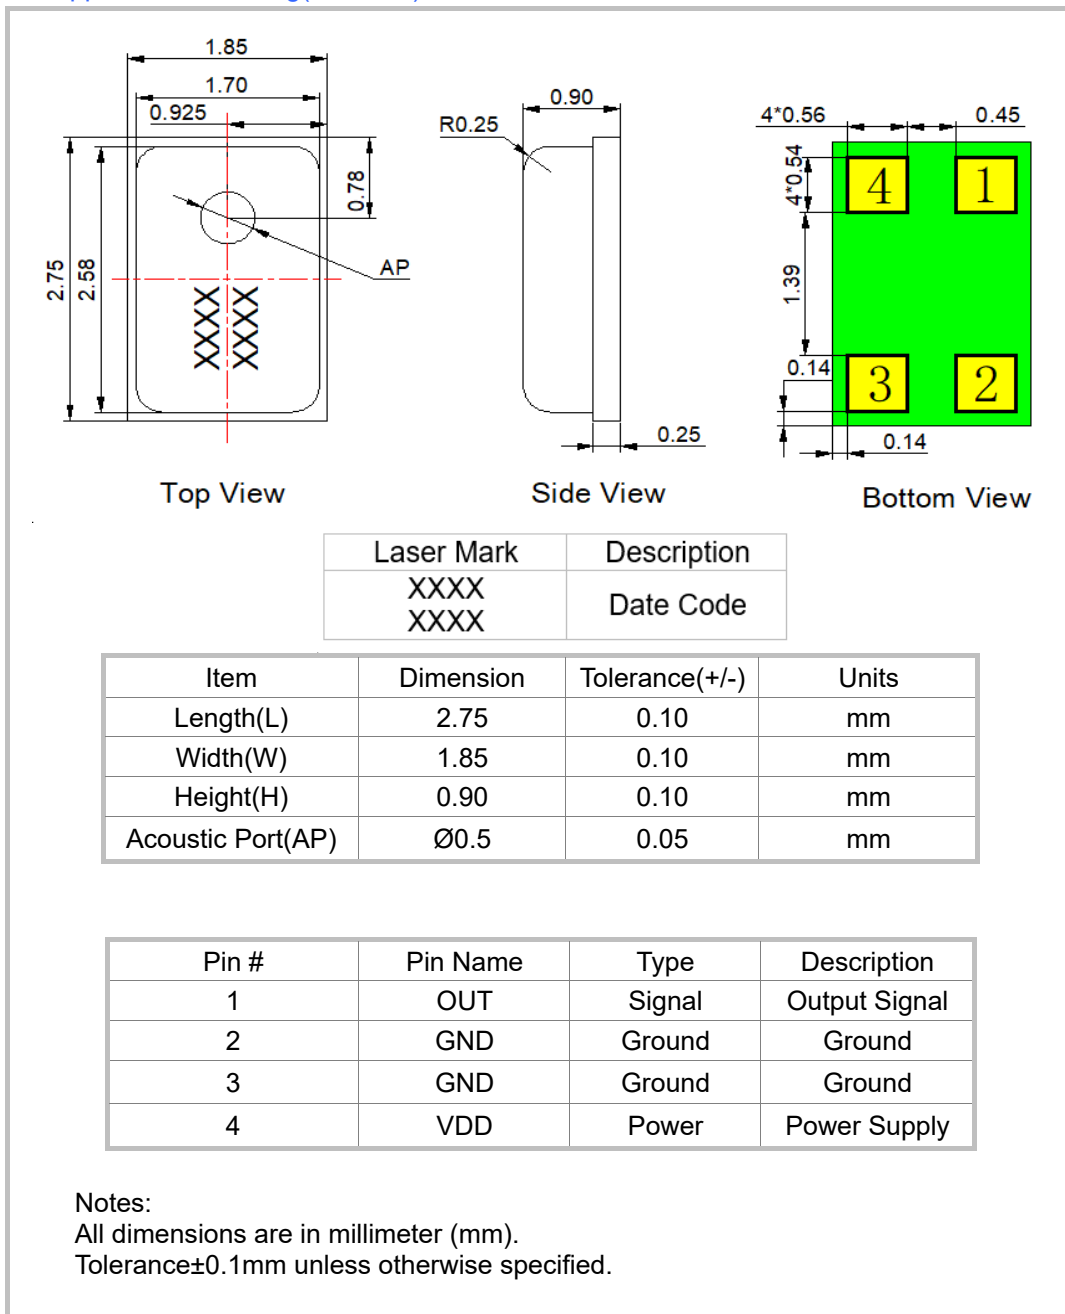 1.85
1.70
0.925
0.78
2.75
2.58
AP
XXXX
XXXX
Top View
0.90
R0.25
0.25
Side View
4*0.56
0.45
4*0.54
4
1
1.39
0.14
3
2
0.14
Bottom View
Laser Mark Description
XXXX
XXXX
Date Code
Item Dimension Tolerance(+/-) Units
Length(L) 2.75 0.10 mm
Width(W) 1.85 0.10 mm
Height(H) 0.90 0.10 mm
Acoustic Port(AP) Ø0.5 0.05 mm
Pin # Pin Name Type Description
1 OUT Signal Output Signal
2 GND Ground Ground
3 GND Ground Ground
4 VDD Power Power Supply
Notes:
All dimensions are in millimeter (mm).
Tolerance±0.1mm unless otherwise specified.